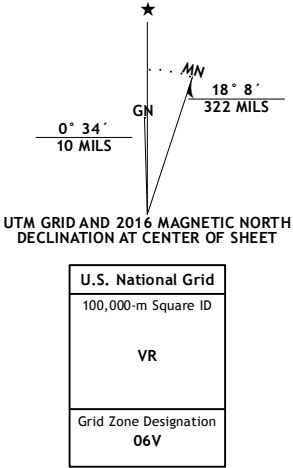 MN
18° 8´
322 MILS
GN
0° 34´
10 MILS
UTM GRID AND 2016 MAGNETIC NORTH
DECLINATION AT CENTER OF SHEET
U.S. National Grid
100,000-m Square ID
VR
Grid Zone Designation
06V